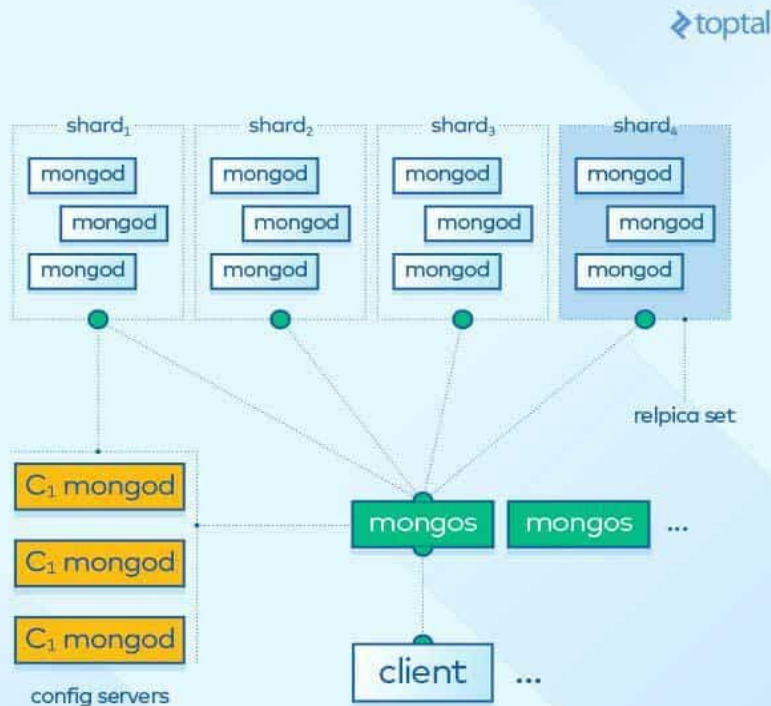 toptal
shard₁ shard₂ shard₃ shard₄
mongod mongod mongod mongod
mongod mongod mongod mongod
mongod mongod mongod mongod
relpica set
C₁ mongod
mongos mongos ...
C₁ mongod
C₁ mongod
client ...
config servers